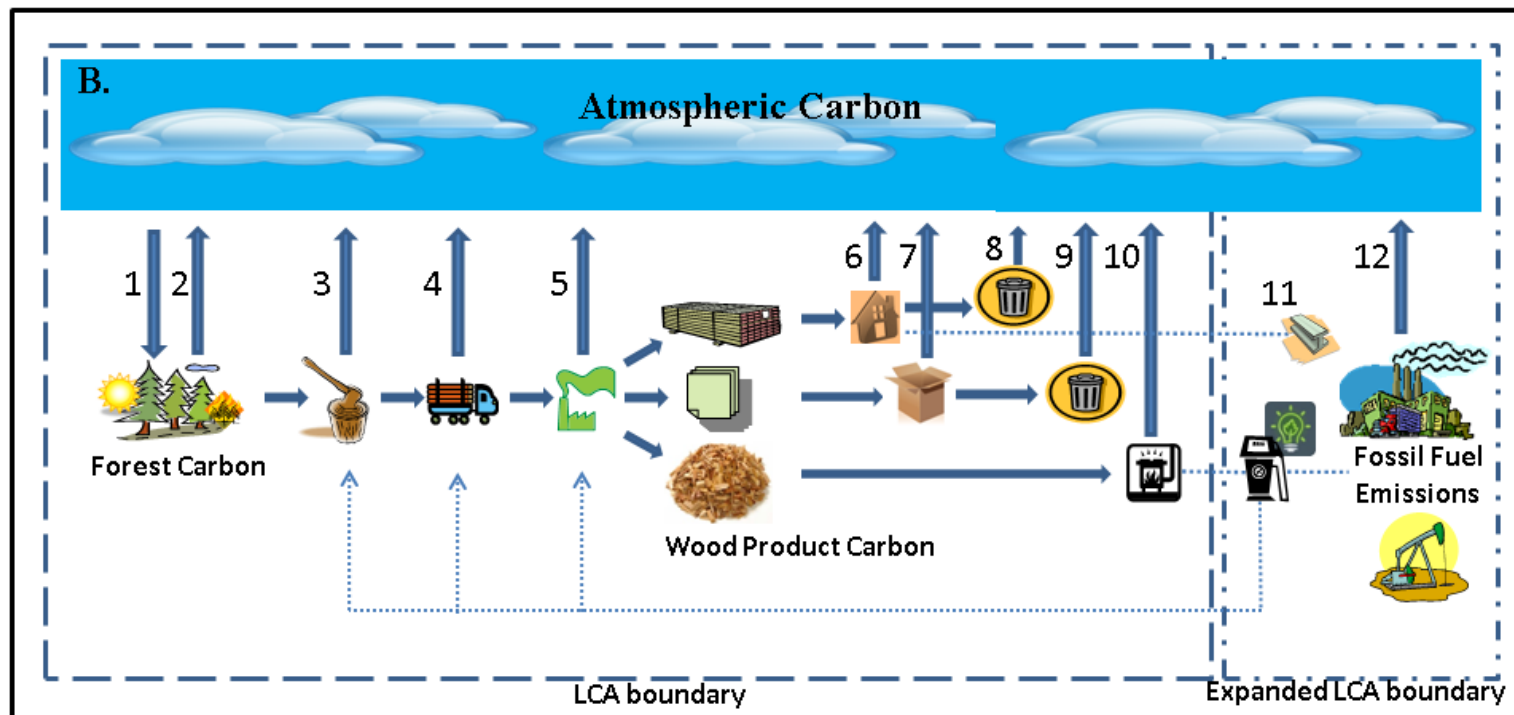 B.
Atmospheric Carbon
1
2
3
4
5
6
7
8
9
10
11
12
Forest Carbon
Wood Product Carbon
Fossil Fuel
Emissions
LCA boundary
Expanded LCA boundary